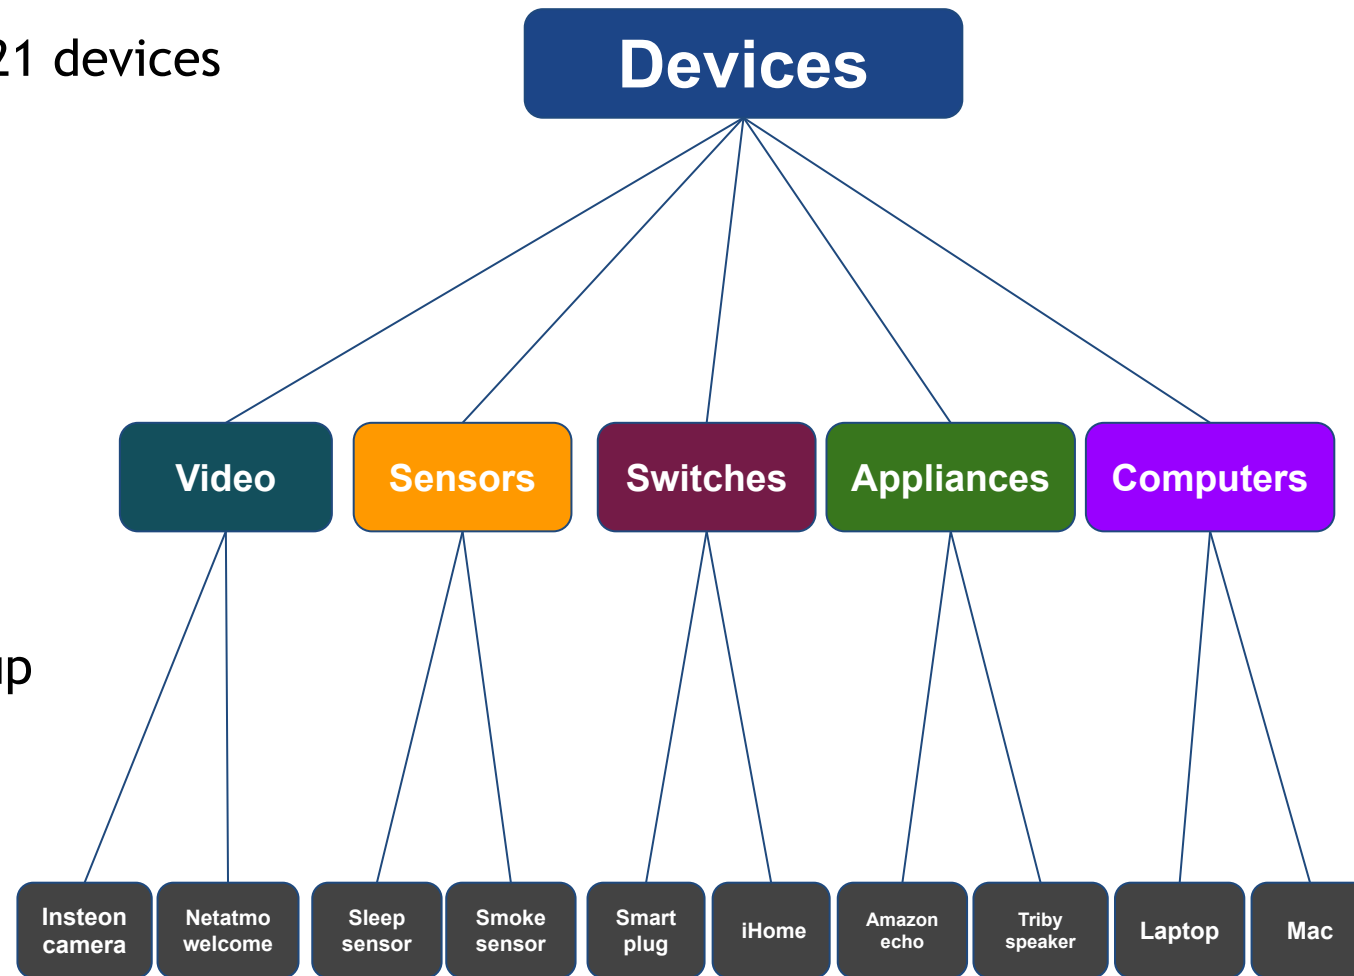 21 devices
Devices
Video
Sensors
Switches
Appliances
Computers
up
Insteon
camera
Netatmo
welcome
Sleep
sensor
Smoke
sensor
Smart
plug
iHome
Amazon
echo
Triby
speaker
Laptop
Mac